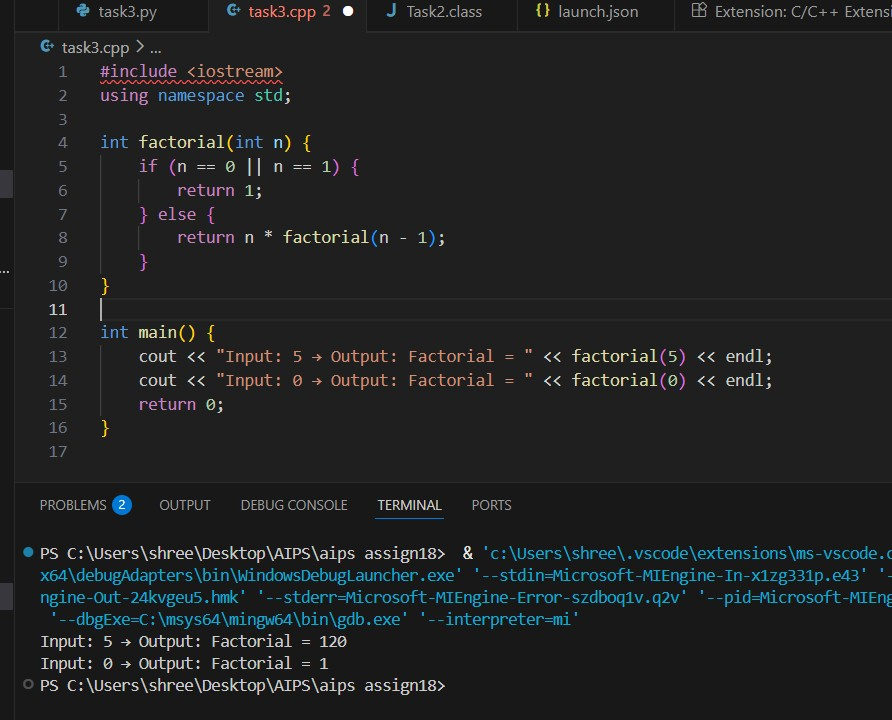 task3.py task3.cpp 2 Task2.class launch.json Extension: C/C++ Extensi
task3.cpp > ...
1 #include <iostream>
2 using namespace std;
3
4 int factorial(int n) {
5 if (n == 0 || n == 1) {
6 return 1;
7 } else {
8 return n * factorial(n - 1);
9 }
10 }
11
12 int main() {
13 cout << "Input: 5 → Output: Factorial = " << factorial(5) << endl;
14 cout << "Input: 0 → Output: Factorial = " << factorial(0) << endl;
15 return 0;
16 }
17
PROBLEMS 2 OUTPUT DEBUG CONSOLE TERMINAL PORTS
PS C:\Users\shree\Desktop\AIPS\aips assign18> & 'c:\Users\shree\.vscode\extensions\ms-vscode.c
x64\debugAdapters\bin\WindowsDebugLauncher.exe' '--stdin=Microsoft-MIEngine-In-x1zg331p.e43' '-
ngine-Out-24kvgeu5.hmk' '--stderr=Microsoft-MIEngine-Error-szdboq1v.q2v' '--pid=Microsoft-MIEng
'--dbgExe=C:\msys64\mingw64\bin\gdb.exe' '--interpreter=mi'
Input: 5 → Output: Factorial = 120
Input: 0 → Output: Factorial = 1
PS C:\Users\shree\Desktop\AIPS\aips assign18>